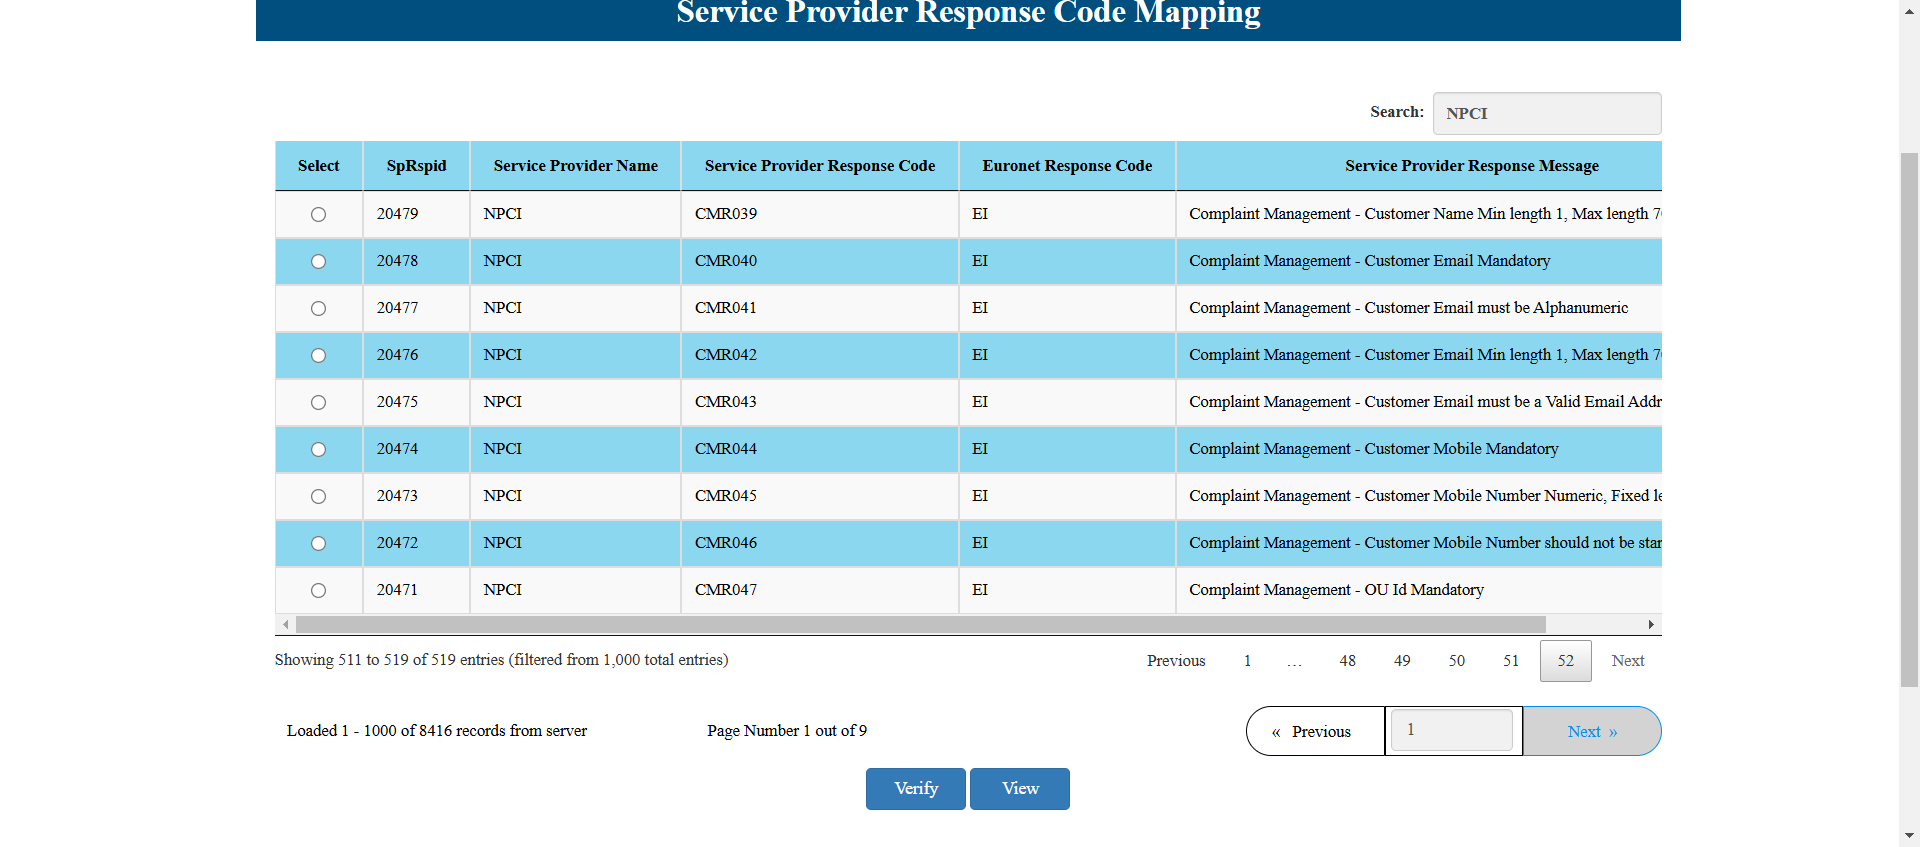 Service Provider Response Code Mapping
Search: NPCI
Select SpRspid Service Provider Name Service Provider Response Code Euronet Response Code Service Provider Response Message
20479 NPCI CMR039 EI Complaint Management - Customer Name Min length 1, Max length 7
20478 NPCI CMR040 EI Complaint Management - Customer Email Mandatory
20477 NPCI CMR041 EI Complaint Management - Customer Email must be Alphanumeric
20476 NPCI CMR042 EI Complaint Management - Customer Email Min length 1, Max length 7
20475 NPCI CMR043 EI Complaint Management - Customer Email must be a Valid Email Addr
20474 NPCI CMR044 EI Complaint Management - Customer Mobile Mandatory
20473 NPCI CMR045 EI Complaint Management - Customer Mobile Number Numeric, Fixed le
20472 NPCI CMR046 EI Complaint Management - Customer Mobile Number should not be star
20471 NPCI CMR047 EI Complaint Management - OU Id Mandatory
Showing 511 to 519 of 519 entries (filtered from 1,000 total entries) Previous 1 … 48 49 50 51 52 Next
Loaded 1 - 1000 of 8416 records from server Page Number 1 out of 9 « Previous 1 Next »
Verify View